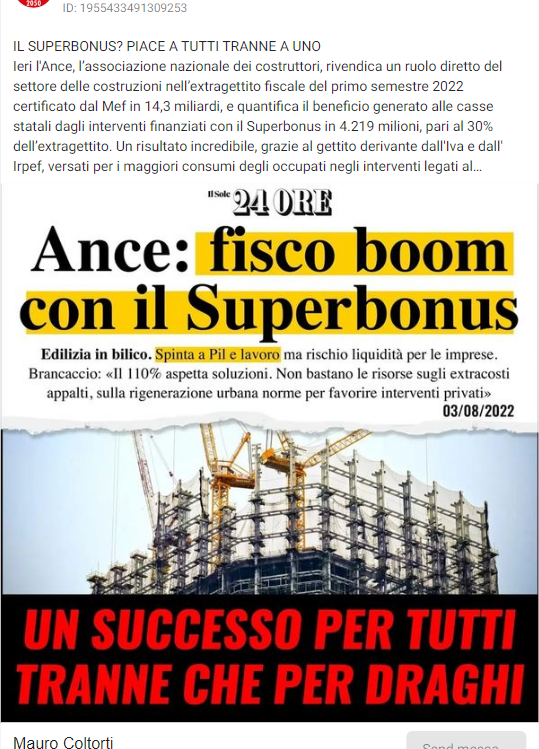 2050
ID: 1955433491309253
IL SUPERBONUS? PIACE A TUTTI TRANNE A UNO
Ieri l'Ance, l’associazione nazionale dei costruttori, rivendica un ruolo diretto del
settore delle costruzioni nell’extragettito fiscale del primo semestre 2022
certificato dal Mef in 14,3 miliardi, e quantifica il beneficio generato alle casse
statali dagli interventi finanziati con il Superbonus in 4.219 milioni, pari al 30%
dell’extragettito. Un risultato incredibile, grazie al gettito derivante dall'Iva e dall'
Irpef, versati per i maggiori consumi degli occupati negli interventi legati al...
Il Sole 24 ORE
Ance: fisco boom
con il Superbonus
Edilizia in bilico. Spinta a Pil e lavoro ma rischio liquidità per le imprese.
Brancaccio: «Il 110% aspetta soluzioni. Non bastano le risorse sugli extracosti
appalti, sulla rigenerazione urbana norme per favorire interventi privati»
03/08/2022
UN SUCCESSO PER TUTTI
TRANNE CHE PER DRAGHI
Mauro Coltorti